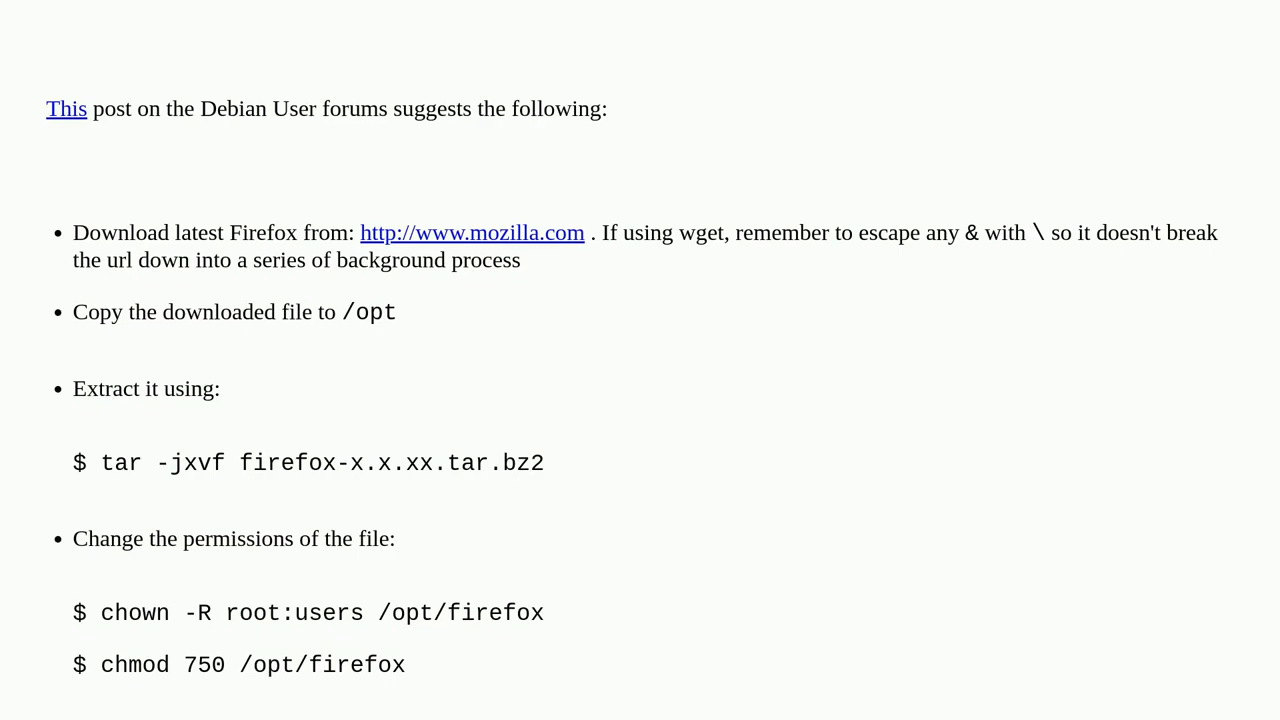 This post on the Debian User forums suggests the following:
• Download latest Firefox from: http://www.mozilla.com . If using wget, remember to escape any & with \ so it doesn't break
the url down into a series of background process
• Copy the downloaded file to /opt
• Extract it using:
$ tar -jxvf firefox-x.x.xx.tar.bz2
• Change the permissions of the file:
$ chown -R root:users /opt/firefox
$ chmod 750 /opt/firefox